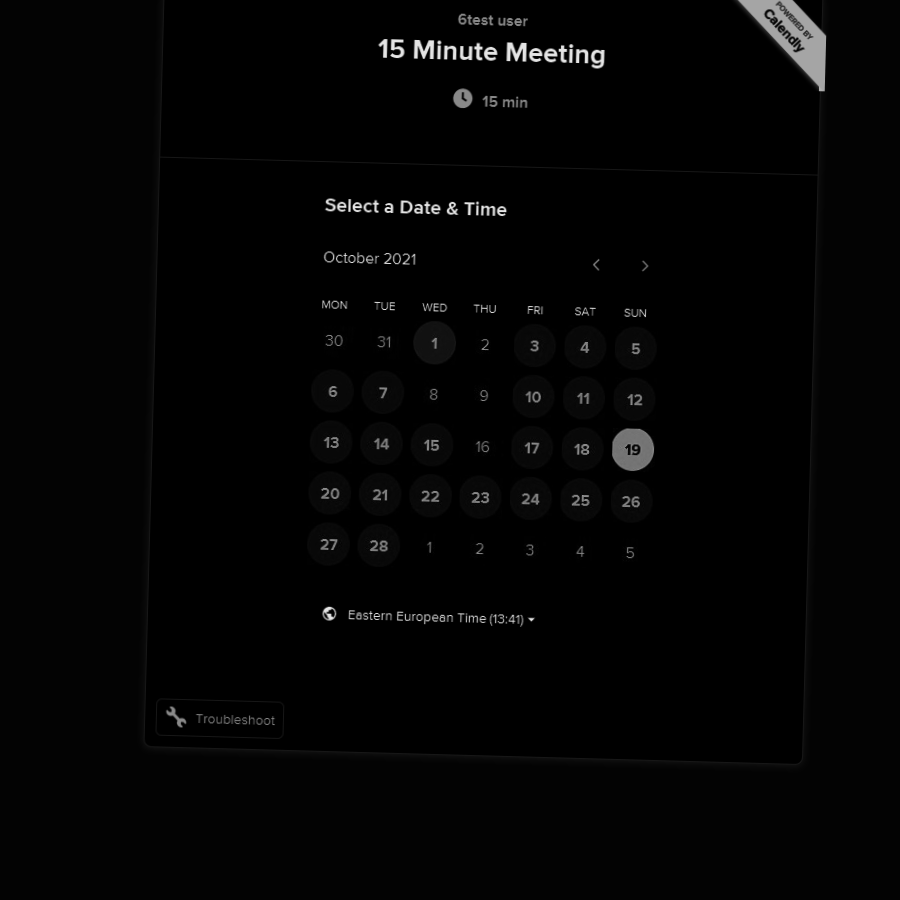 6test user
POWERED BY
Calendly
15 Minute Meeting
15 min
Select a Date & Time
October 2021
MON TUE WED THU FRI SAT SUN
30 31 1 2 3 4 5
6 7 8 9 10 11 12
13 14 15 16 17 18 19
20 21 22 23 24 25 26
27 28 1 2 3 4 5
Eastern European Time (13:41)
Troubleshoot